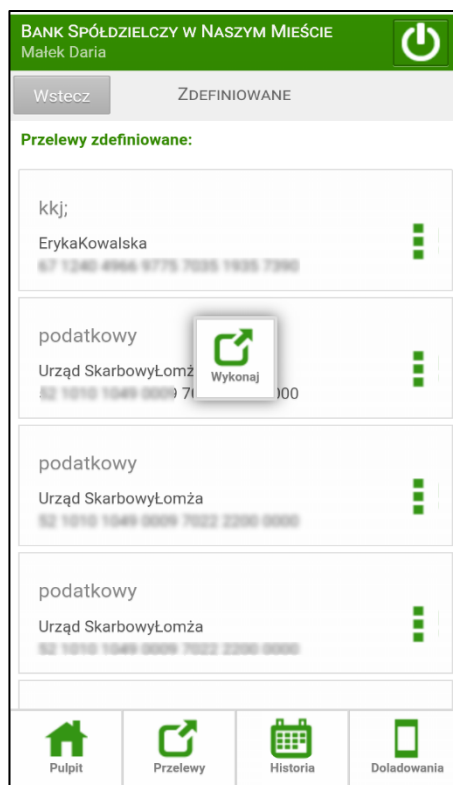 BANK SPÓŁDZIELCZY W NASZYM MIEŚCIE
Małek Daria
Wstecz
ZDEFINIOWANE
Przelewy zdefiniowane:
kkj;
ErykaKowalska
podatkowy
Urząd SkarbowyŁomż
Wykonaj
podatkowy
Urząd SkarbowyŁomża
podatkowy
Urząd SkarbowyŁomża
Pulpit
Przelewy
Historia
Doladowania